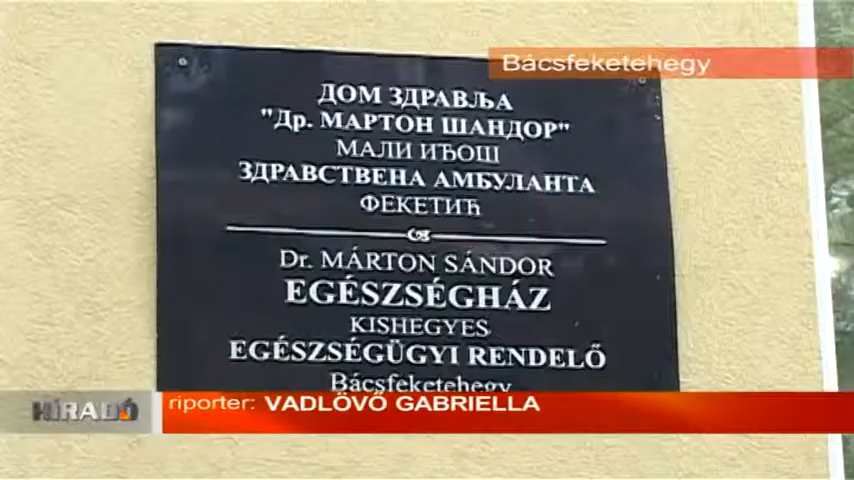 Bácsfeketehegy
ДОМ ЗДРАВЉА
"Др. МАРТОН ШАНДОР"
МАЛИ ИЂОШ
ЗДРАВСТВЕНА АМБУЛАНТА
ФЕКЕТИЋ
Dr. MÁRTON SÁNDOR
EGÉSZSÉGHÁZ
KISHEGYES
EGÉSZSÉGÜGYI RENDELŐ
Bácsfeketehegy
HÍRADÓ
riporter: VADLÖVŐ GABRIELLA